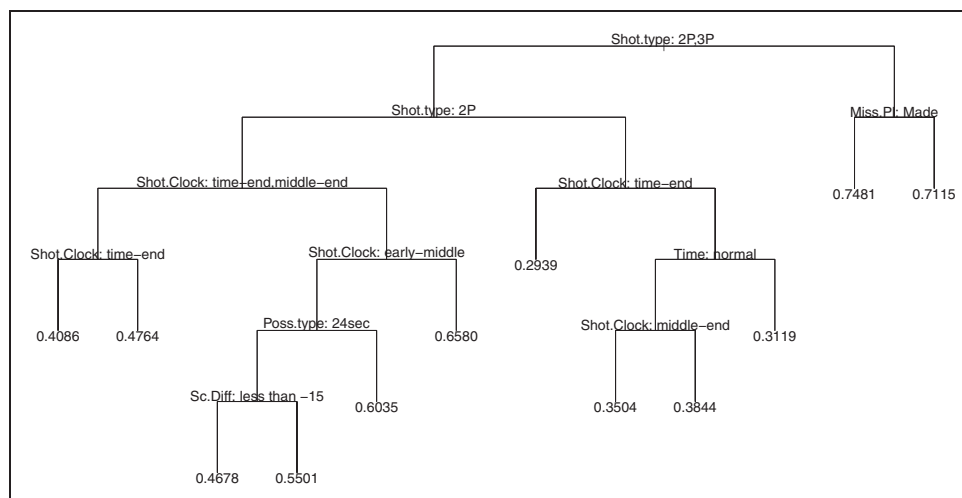 Shot.type: 2P,3P
Shot.type: 2P
Miss.Pl: Made
Shot.Clock: time−end,middle−end
Shot.Clock: time−end
0.7481
0.7115
Shot.Clock: time−end
Shot.Clock: early−middle
0.2939
Time: normal
0.4086
0.4764
Poss.type: 24sec
0.6580
Shot.Clock: middle−end
0.3119
Sc.Diff: less than −15
0.6035
0.3504
0.3844
0.4678
0.5501